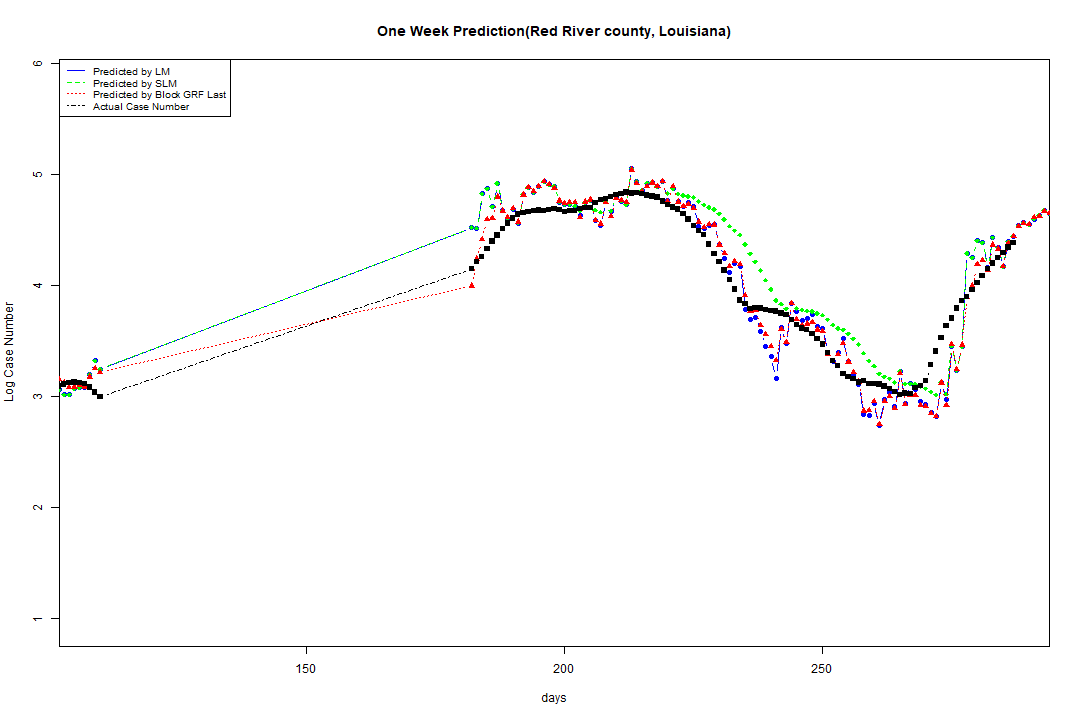 One Week Prediction(Red River county, Louisiana)
Predicted by LM
Predicted by SLM
Predicted by Block GRF Last
Actual Case Number
6
5
4
3
2
1
Log Case Number
150
200
250
days